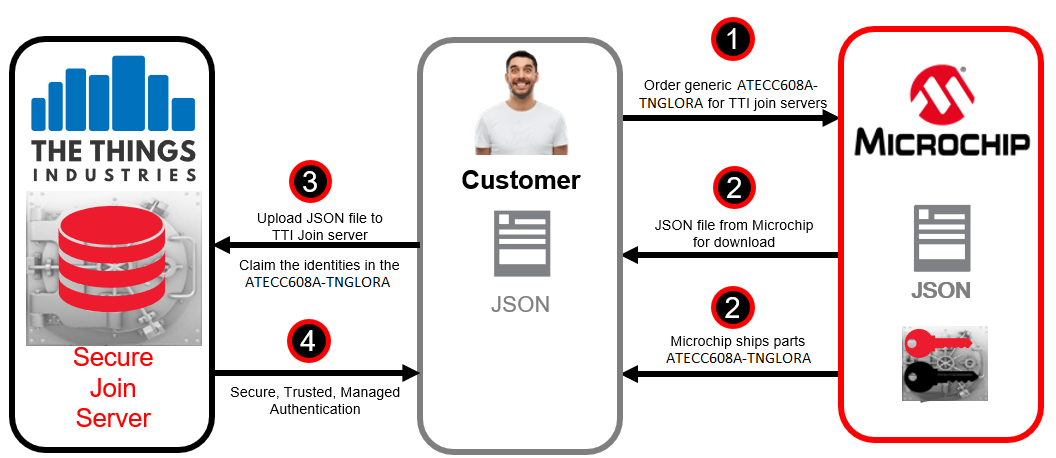 THE THINGS
INDUSTRIES
Secure
Join
Server
3
Upload JSON file to
TTI Join server
Claim the identities in the
ATECC608A-TNGLORA
4
Secure, Trusted, Managed
Authentication
Customer
JSON
1
Order generic ATECC608A-
TNGLORA for TTI join servers
2
JSON file from Microchip
for download
2
Microchip ships parts
ATECC608A-TNGLORA
MICROCHIP
JSON